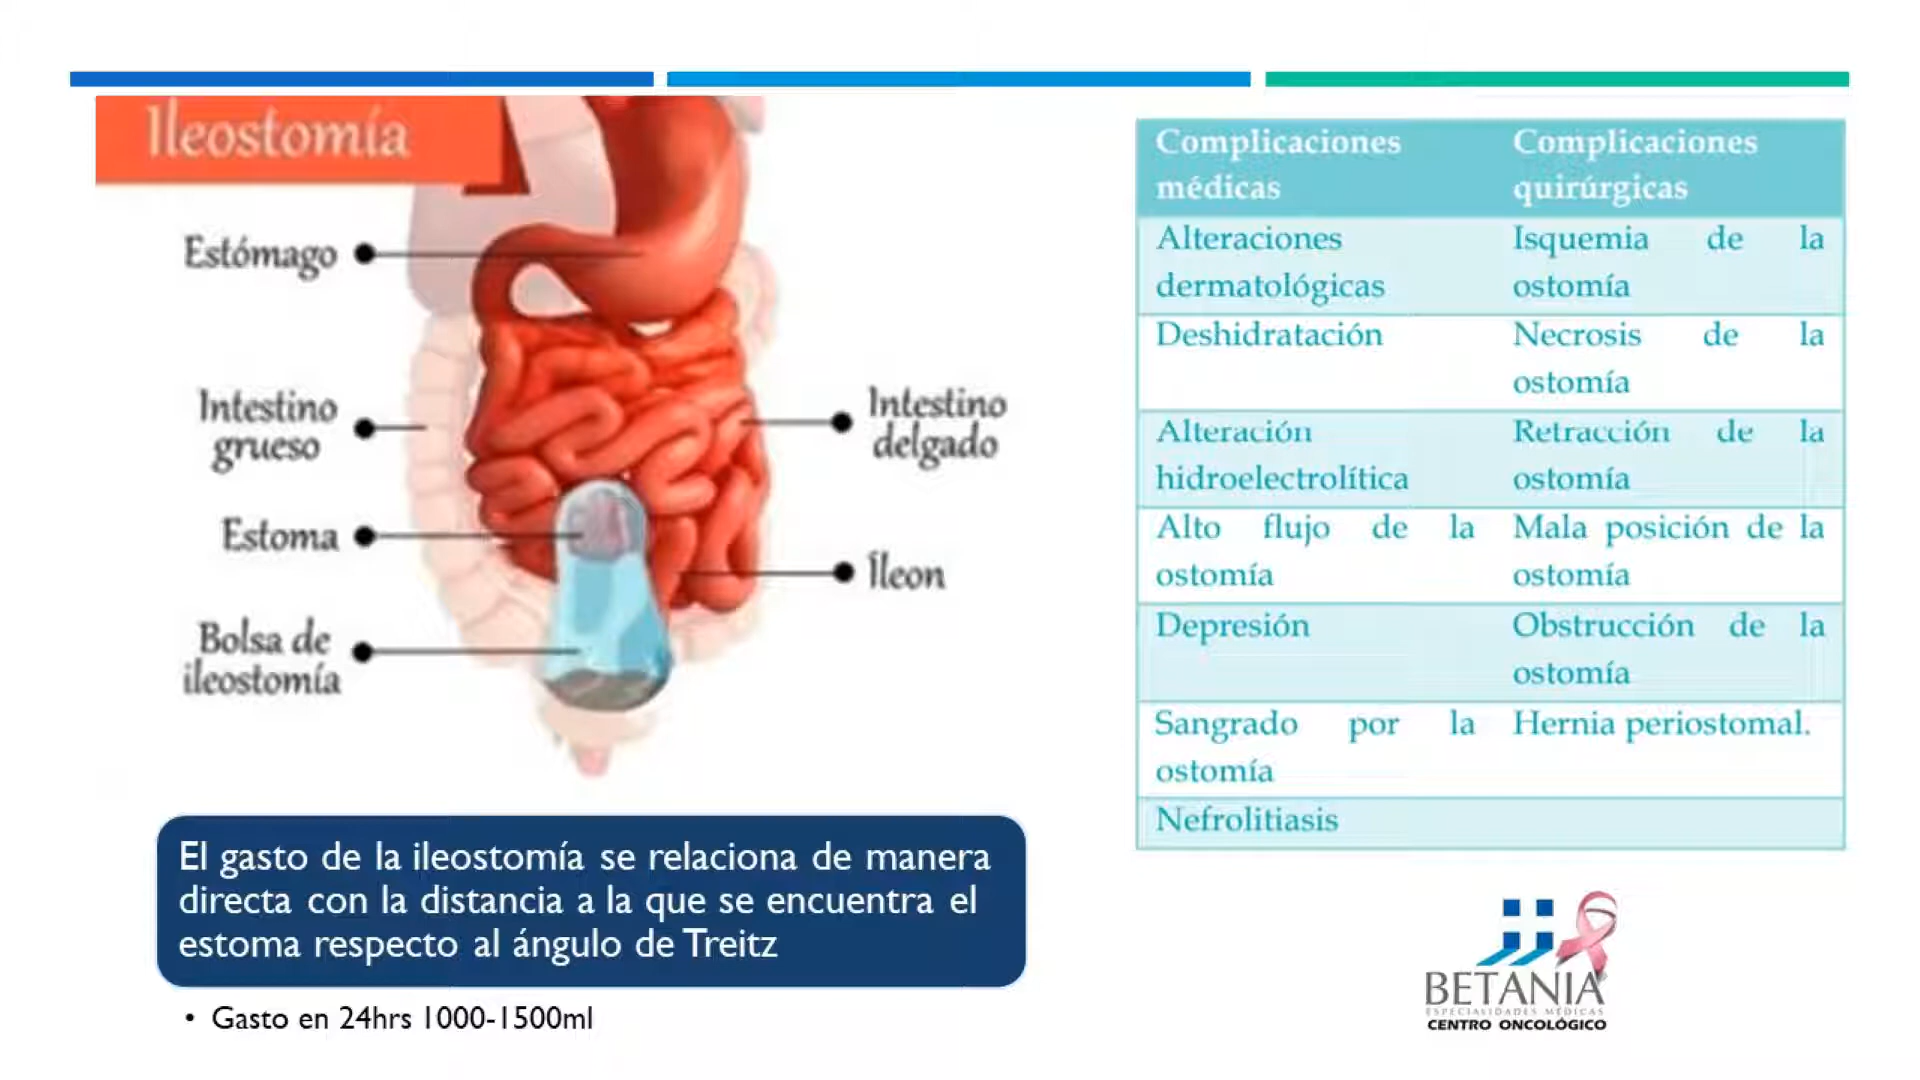 Ileostomía
Estómago
Intestino
grueso
Estoma
Bolsa de
ileostomía
Intestino
delgado
Íleon
El gasto de la ileostomía se relaciona de manera
directa con la distancia a la que se encuentra el
estoma respecto al ángulo de Treitz
• Gasto en 24hrs 1000-1500ml
Complicaciones médicas
Complicaciones quirúrgicas
Alteraciones dermatológicas
Isquemia de la ostomía
Deshidratación
Necrosis de la ostomía
Alteración hidroelectrolítica
Retracción de la ostomía
Alto flujo de la ostomía
Mala posición de la ostomía
Depresión
Obstrucción de la ostomía
Sangrado por la ostomía
Hernia periostomal.
Nefrolitiasis
BETANIA
ESPECIALIDADES MÉDICAS
CENTRO ONCOLÓGICO